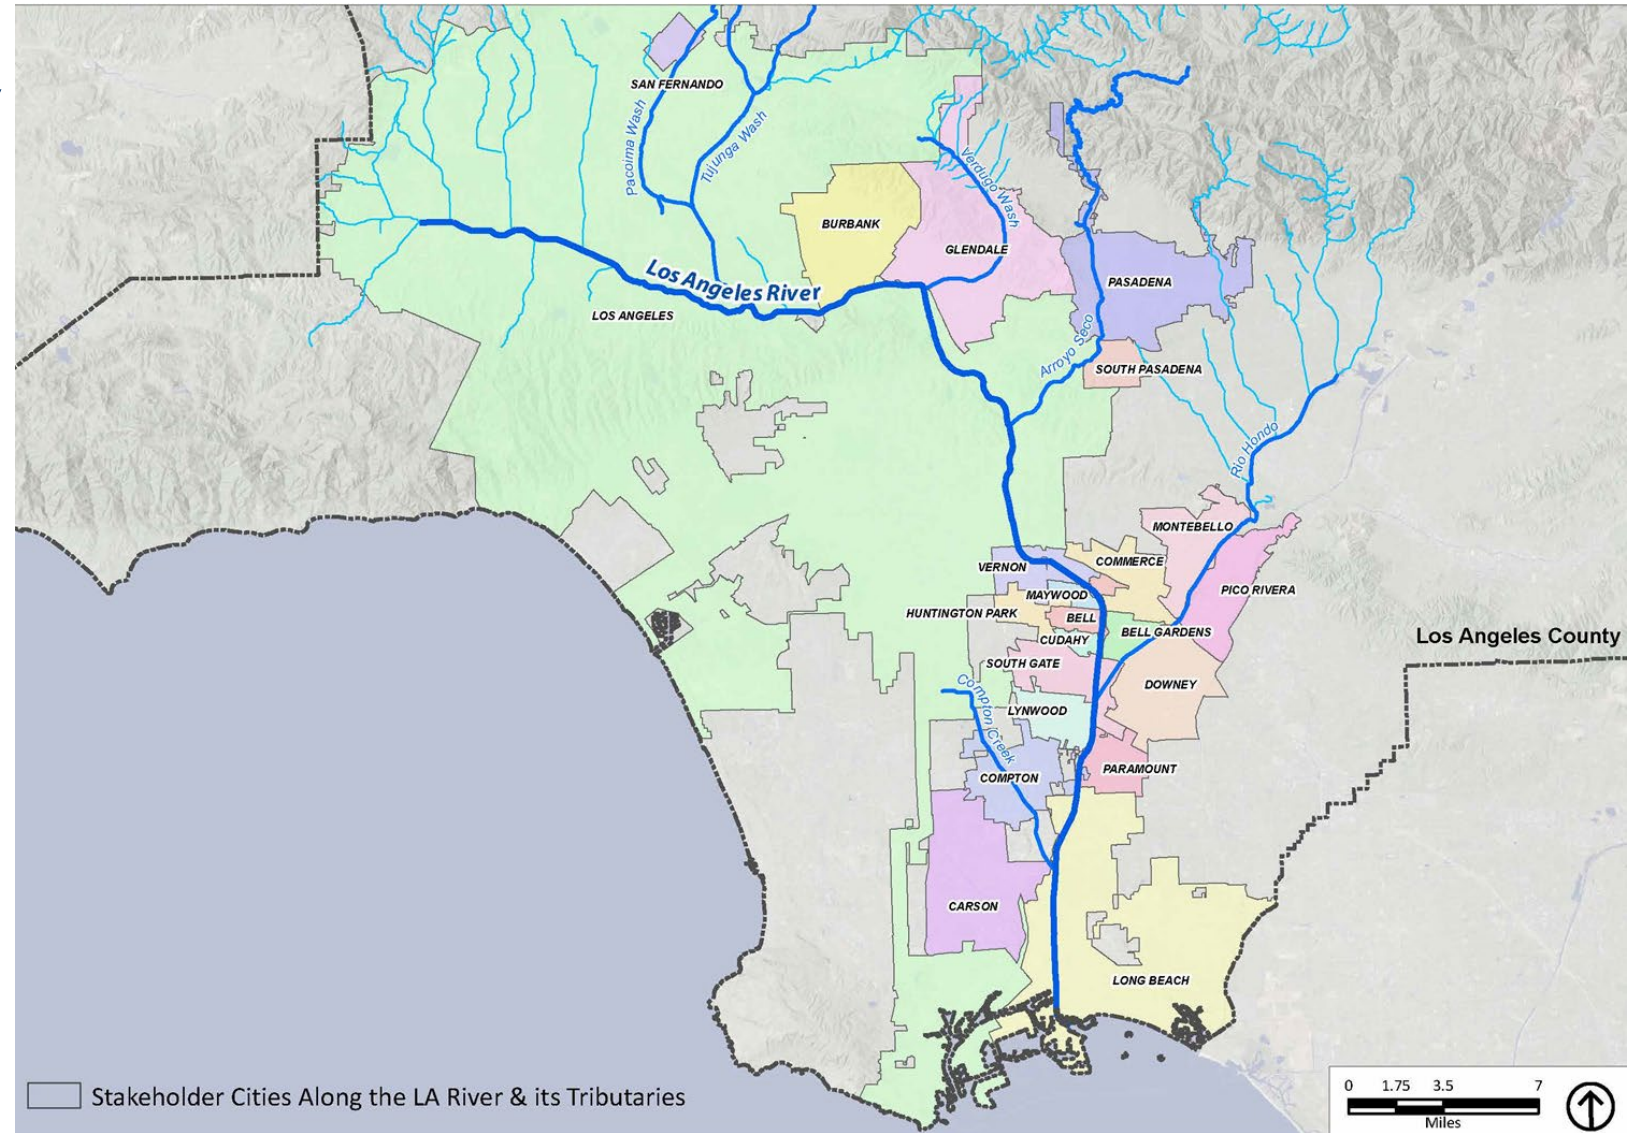 SAN FERNANDO
Pacoima Wash
Tujunga Wash
Verdugo Wash
BURBANK
GLENDALE
PASADENA
Los Angeles River
LOS ANGELES
Arroyo Seco
SOUTH PASADENA
Rio Hondo
MONTEBELLO
VERNON
COMMERCE
MAYWOOD
PICO RIVERA
HUNTINGTON PARK
BELL
BELL GARDENS
CUDAHY
Los Angeles County
SOUTH GATE
DOWNEY
Compton Creek
LYNWOOD
COMPTON
PARAMOUNT
CARSON
LONG BEACH
Stakeholder Cities Along the LA River & its Tributaries
0 1.75 3.5 7
Miles